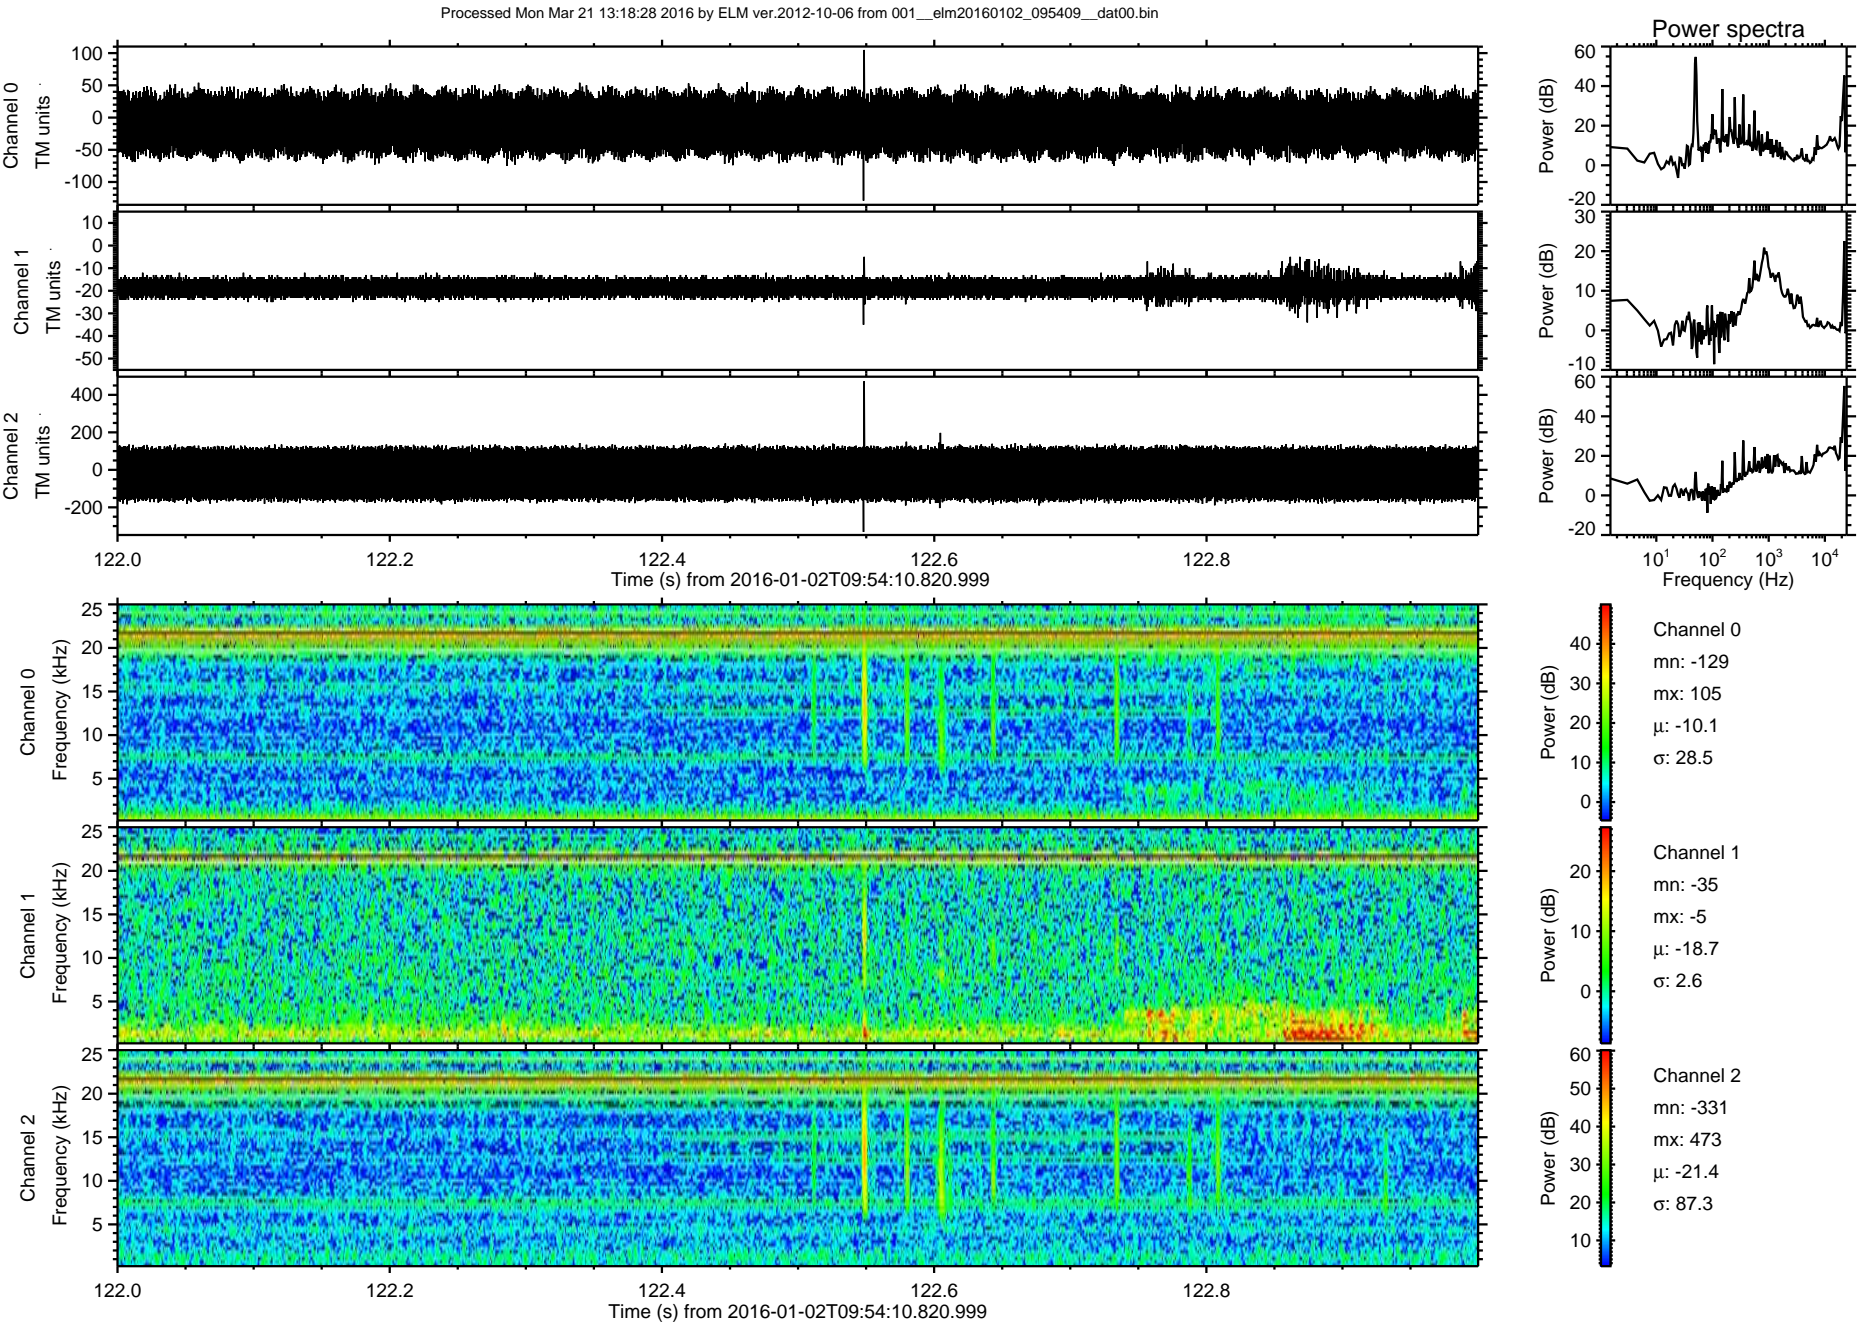 Processed Mon Mar 21 13:18:28 2016 by ELM ver.2012-10-06 from 001__elm20160102_095409__dat00.bin
Power spectra
Channel 0
TM units
100
50
0
-50
-100
Power (dB)
60
40
20
0
-20
Channel 1
TM units
10
0
-10
-20
-30
-40
-50
Power (dB)
30
20
10
0
-10
Channel 2
TM units
400
200
0
-200
Power (dB)
60
40
20
0
-20
122.0 122.2 122.4 122.6 122.8
Time (s) from 2016-01-02T09:54:10.820.999
10^1 10^2 10^3 10^4
Frequency (Hz)
Channel 0
Frequency (kHz)
25
20
15
10
5
Power (dB)
40
30
20
10
0
Channel 0
mn: -129
mx: 105
μ: -10.1
σ: 28.5
Channel 1
Frequency (kHz)
25
20
15
10
5
Power (dB)
20
10
0
Channel 1
mn: -35
mx: -5
μ: -18.7
σ: 2.6
Channel 2
Frequency (kHz)
25
20
15
10
5
Power (dB)
60
50
40
30
20
10
Channel 2
mn: -331
mx: 473
μ: -21.4
σ: 87.3
122.0 122.2 122.4 122.6 122.8
Time (s) from 2016-01-02T09:54:10.820.999